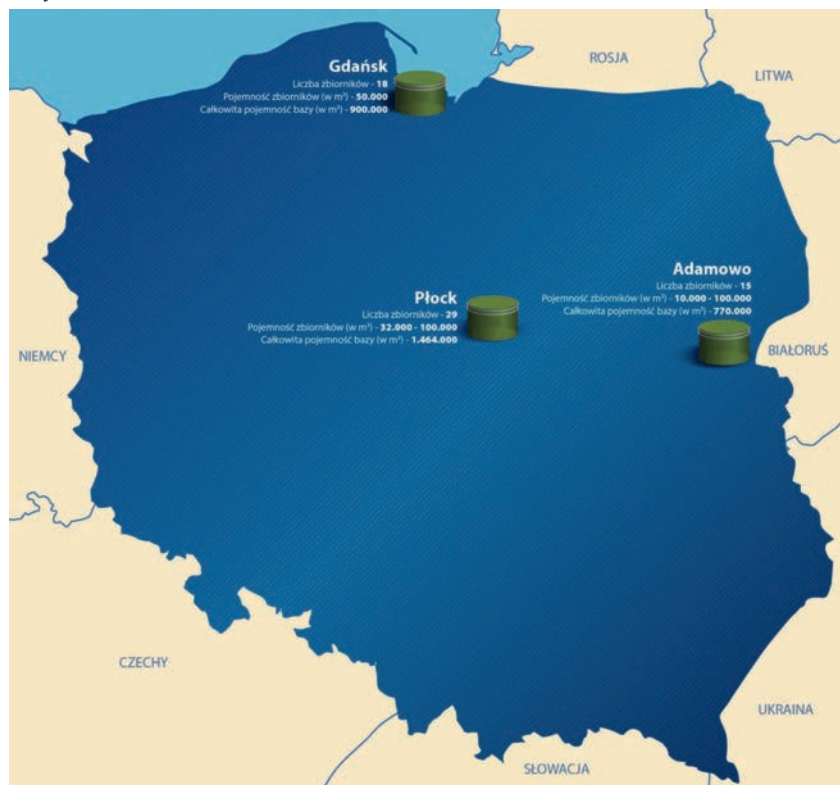 Gdańsk
Liczba zbiorników - 18
Pojemność zbiorników (w m³) - 50.000
Całkowita pojemność bazy (w m³) - 900.000
ROSJA
LITWA
Adamowo
Liczba zbiorników - 15
Pojemność zbiorników (w m³) - 10.000 - 100.000
Całkowita pojemność bazy (w m³) - 770.000
Płock
Liczba zbiorników - 29
Pojemność zbiorników (w m³) - 32.000 - 100.000
Całkowita pojemność bazy (w m³) - 1.464.000
NIEMCY
BIAŁORUŚ
CZECHY
UKRAINA
SŁOWACJA